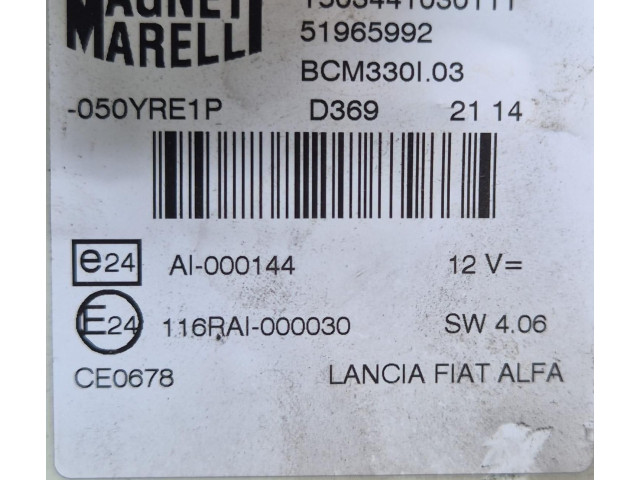 MAGNETI
MARELLI
51965992
BCM330I.03
-050YRE1P D369 21 14
e24 AI-000144 12 V=
E24 116RAI-000030 SW 4.06
CE0678 LANCIA FIAT ALFA